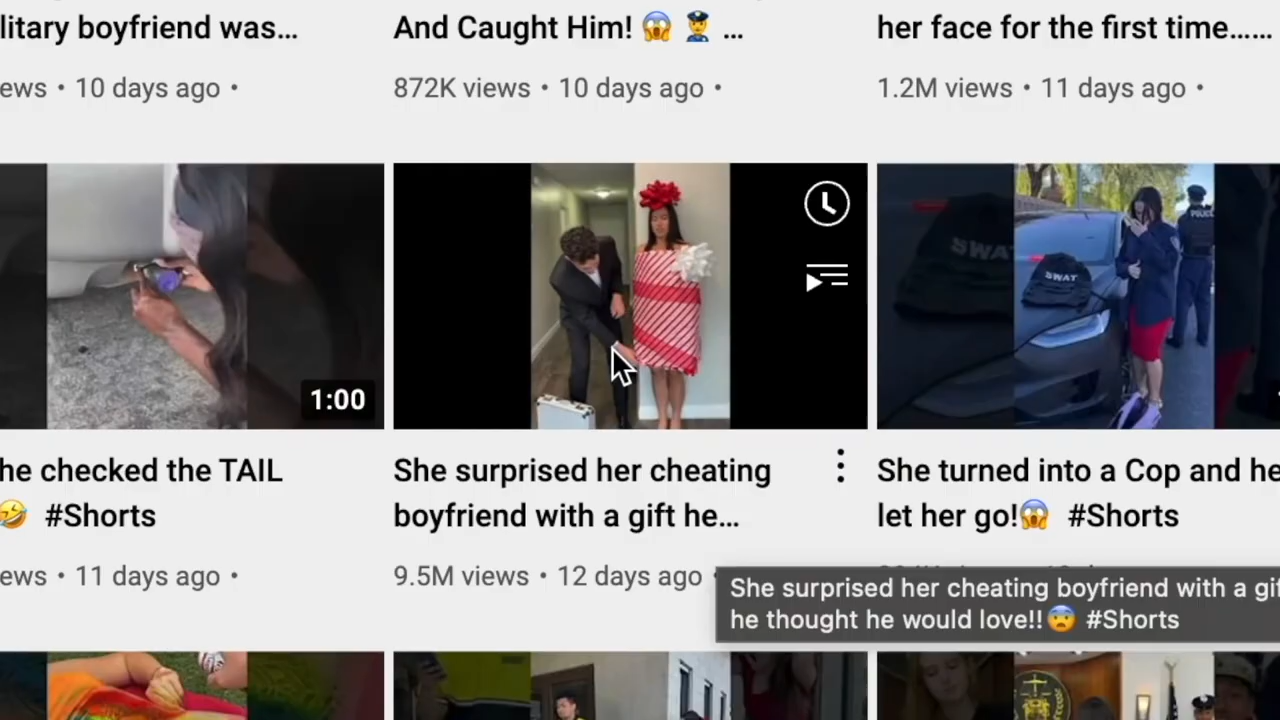 litary boyfriend was...
And Caught Him! 😱 👮 ...
her face for the first time......
ews • 10 days ago •
872K views • 10 days ago •
1.2M views • 11 days ago •
SWAT
SWAT
POLICE
1:00
he checked the TAIL
🤣 #Shorts
She surprised her cheating
boyfriend with a gift he...
She turned into a Cop and he
let her go!😱 #Shorts
ews • 11 days ago •
9.5M views • 12 days ago
She surprised her cheating boyfriend with a gif
he thought he would love!!😨 #Shorts